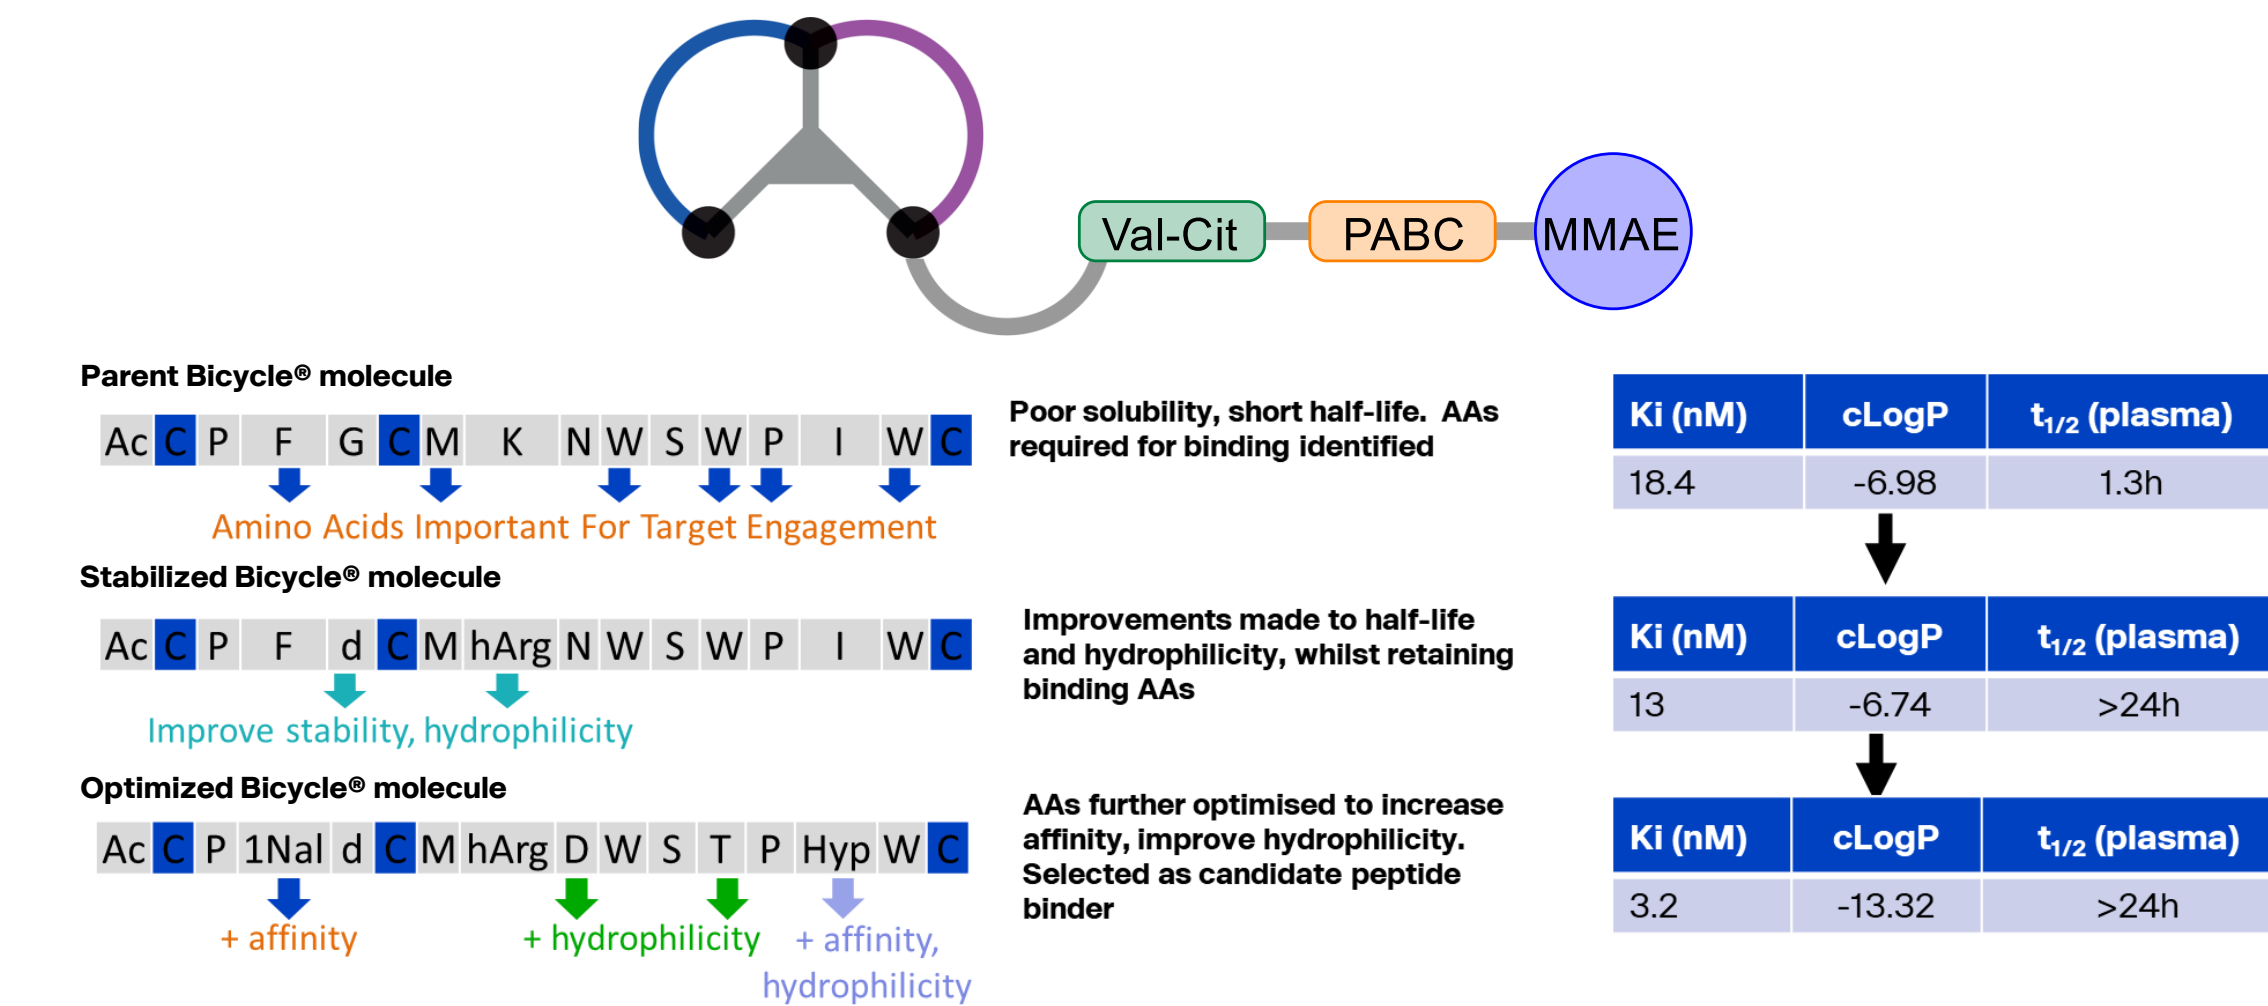 Val-Cit PABC MMAE
Parent Bicycle® molecule
Ac C P F G C M K N W S W P I W C
Amino Acids Important For Target Engagement
Poor solubility, short half-life. AAs
required for binding identified
Ki (nM) cLogP t1/2 (plasma)
18.4 -6.98 1.3h
Stabilized Bicycle® molecule
Ac C P F d C M hArg N W S W P I W C
Improve stability, hydrophilicity
Improvements made to half-life
and hydrophilicity, whilst retaining
binding AAs
Ki (nM) cLogP t1/2 (plasma)
13 -6.74 >24h
Optimized Bicycle® molecule
Ac C P 1Nal d C M hArg D W S T P Hyp W C
+ affinity
+ hydrophilicity
+ affinity,
hydrophilicity
AAs further optimised to increase
affinity, improve hydrophilicity.
Selected as candidate peptide
binder
Ki (nM) cLogP t1/2 (plasma)
3.2 -13.32 >24h